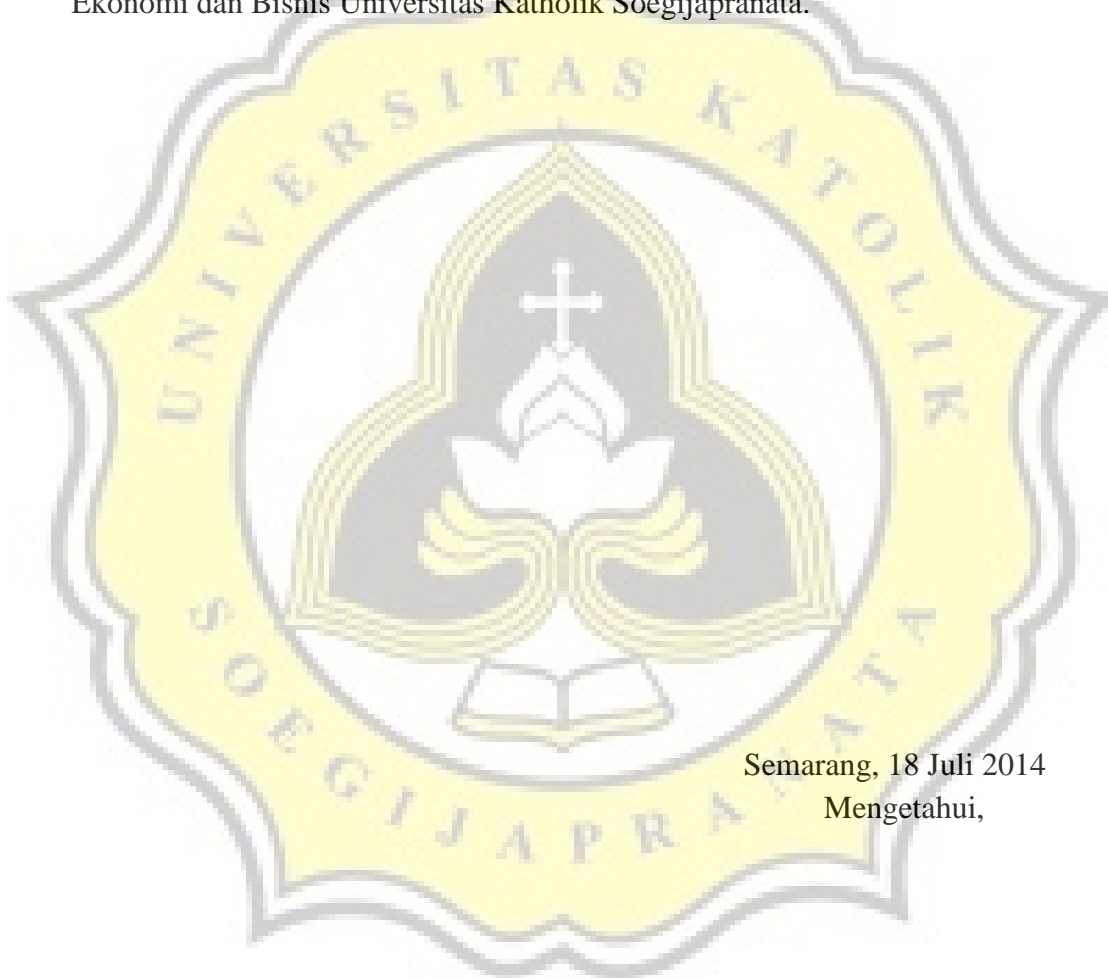 Ekonomi dan Bisnis Universitas Katholik Soegijapranata.
UNIVERSITAS KATOLIK
SOEGIJAPRANATA
Semarang, 18 Juli 2014
Mengetahui,